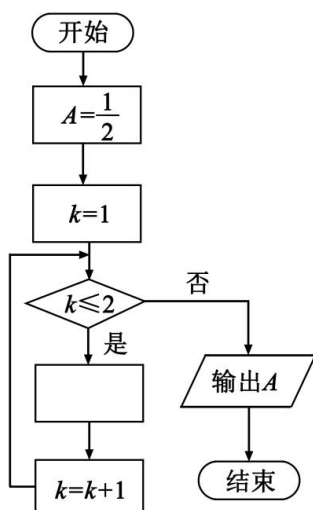 开始
A=1/2
k=1
k≤2
否
是
输出A
k=k+1
结束